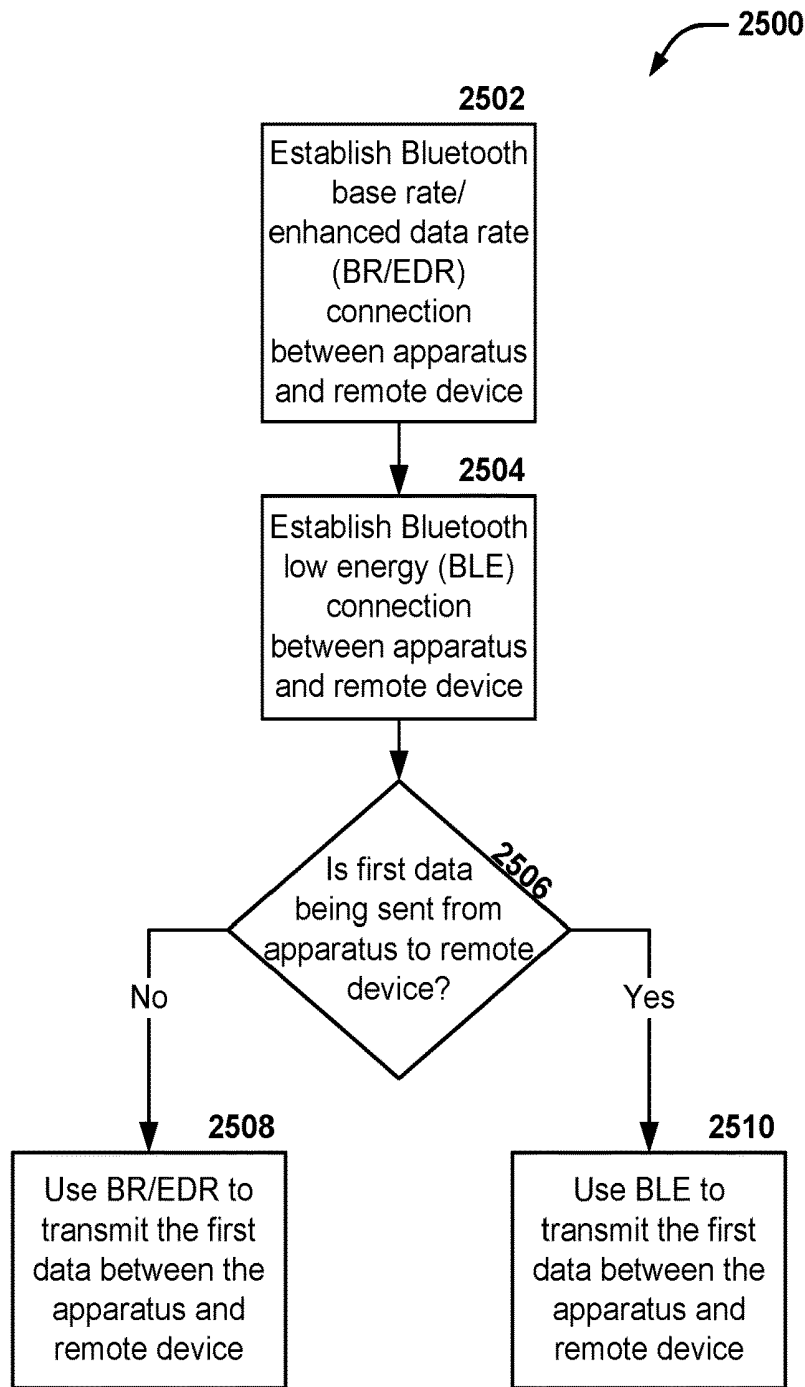 2500
2502
Establish Bluetooth
base rate/
enhanced data rate
(BR/EDR)
connection
between apparatus
and remote device
2504
Establish Bluetooth
low energy (BLE)
connection
between apparatus
and remote device
2506
Is first data
being sent from
apparatus to remote
device?
No
Yes
2508
Use BR/EDR to
transmit the first
data between the
apparatus and
remote device
2510
Use BLE to
transmit the first
data between the
apparatus and
remote device